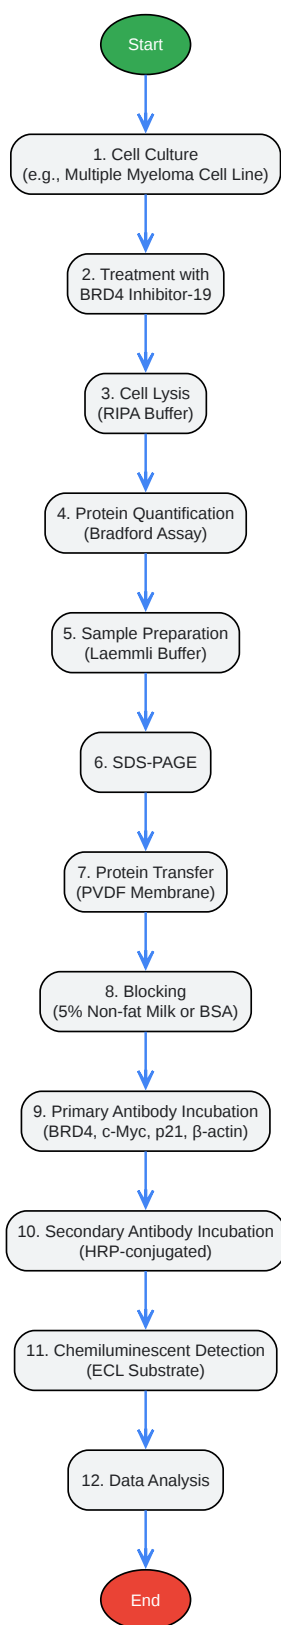 Start
1. Cell Culture
(e.g., Multiple Myeloma Cell Line)
2. Treatment with
BRD4 Inhibitor-19
3. Cell Lysis
(RIPA Buffer)
4. Protein Quantification
(Bradford Assay)
5. Sample Preparation
(Laemmli Buffer)
6. SDS-PAGE
7. Protein Transfer
(PVDF Membrane)
8. Blocking
(5% Non-fat Milk or BSA)
9. Primary Antibody Incubation
(BRD4, c-Myc, p21, β-actin)
10. Secondary Antibody Incubation
(HRP-conjugated)
11. Chemiluminescent Detection
(ECL Substrate)
12. Data Analysis
End